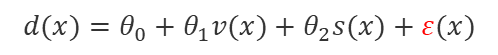 d(x) = θ₀ + θ₁v(x) + θ₂s(x) + ε(x)